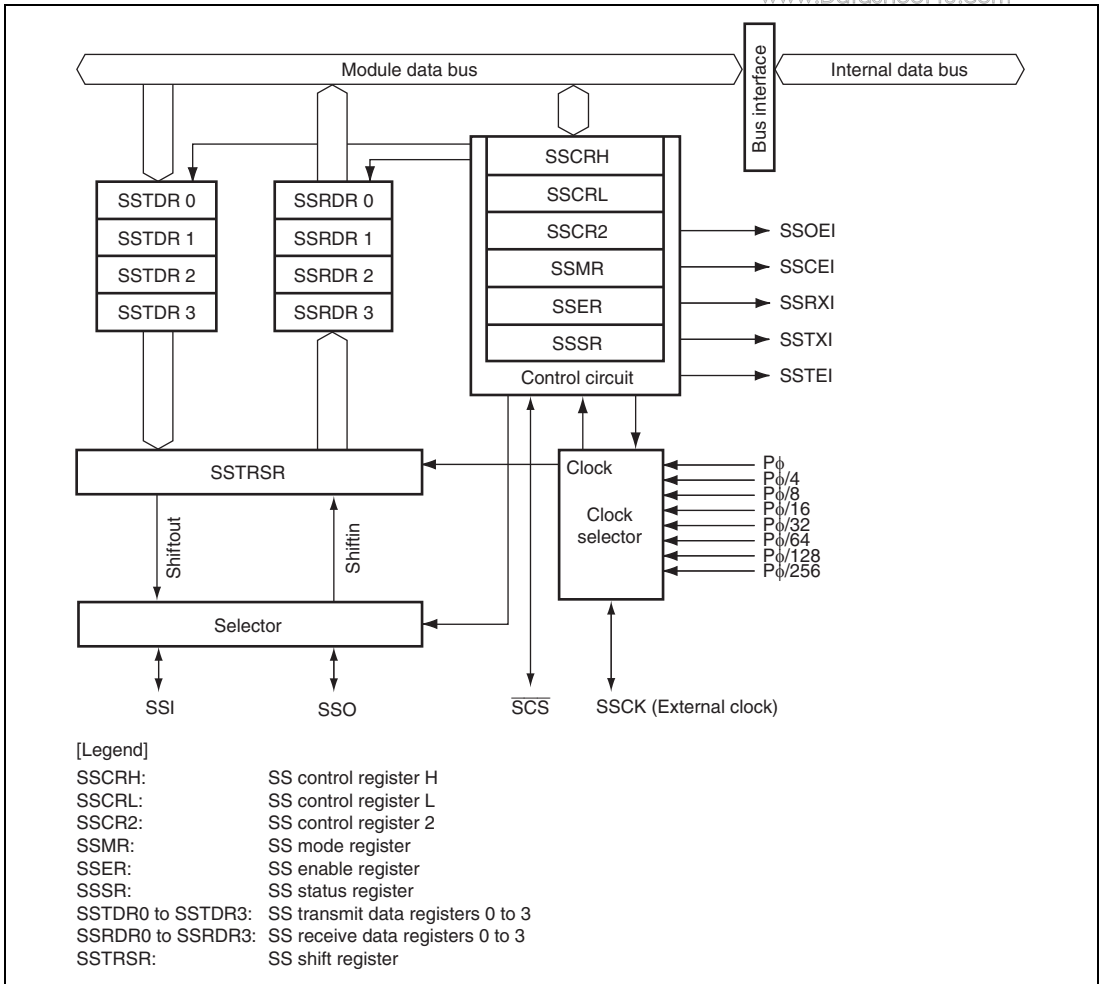 www.DataSheet4U.com
Module data bus
Bus interface
Internal data bus
SSTDR 0
SSTDR 1
SSTDR 2
SSTDR 3
SSRDR 0
SSRDR 1
SSRDR 2
SSRDR 3
SSCRH
SSCRL
SSCR2
SSMR
SSER
SSSR
Control circuit
SSOEI
SSCEI
SSRXI
SSTXI
SSTEI
SSTRSR
Clock
Clock
selector
Pϕ
Pϕ/4
Pϕ/8
Pϕ/16
Pϕ/32
Pϕ/64
Pϕ/128
Pϕ/256
Shiftout
Shiftin
Selector
SSI
SSO
S̅C̅S̅
SSCK (External clock)
[Legend]
SSCRH: SS control register H
SSCRL: SS control register L
SSCR2: SS control register 2
SSMR: SS mode register
SSER: SS enable register
SSSR: SS status register
SSTDR0 to SSTDR3: SS transmit data registers 0 to 3
SSRDR0 to SSRDR3: SS receive data registers 0 to 3
SSTRSR: SS shift register